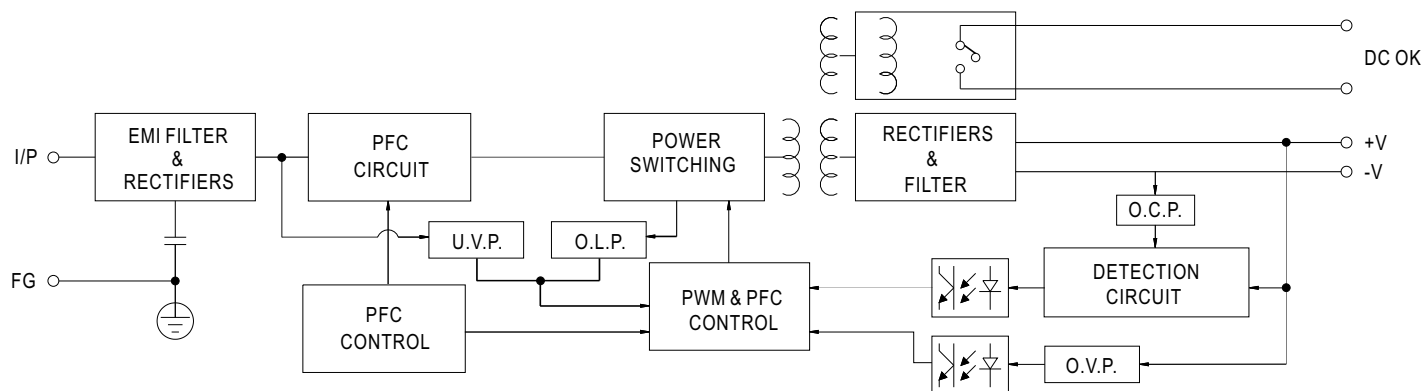 DC OK
I/P
EMI FILTER
&
RECTIFIERS
PFC
CIRCUIT
POWER
SWITCHING
RECTIFIERS
&
FILTER
+V
-V
O.C.P.
U.V.P.
O.L.P.
FG
PFC
CONTROL
PWM & PFC
CONTROL
DETECTION
CIRCUIT
O.V.P.